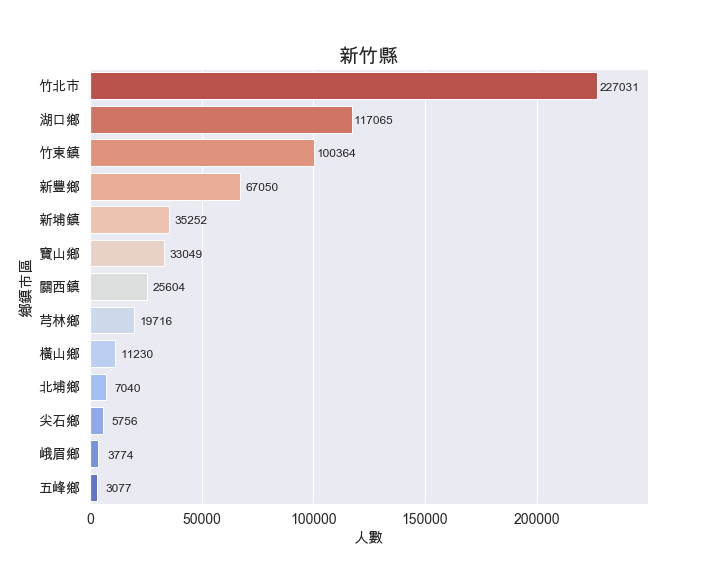 新竹縣
竹北市 227031
湖口鄉 117065
竹東鎮 100364
新豐鄉 67050
新埔鎮 35252
寶山鄉 33049
關西鎮 25604
芎林鄉 19716
橫山鄉 11230
北埔鄉 7040
尖石鄉 5756
峨眉鄉 3774
五峰鄉 3077
鄉鎮市區
0 50000 100000 150000 200000
人數